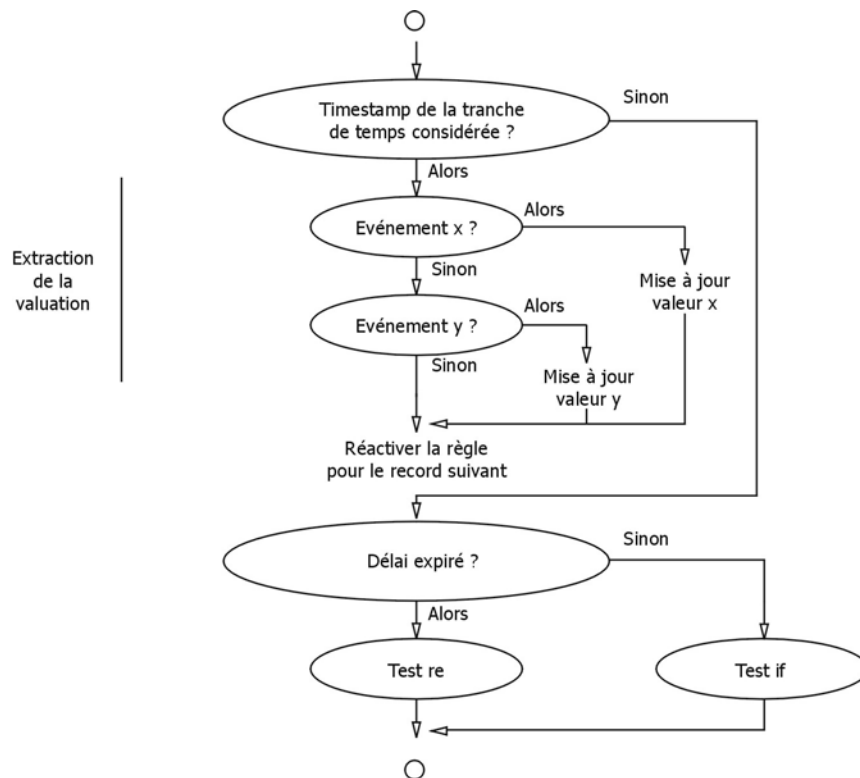 Timestamp de la tranche
de temps considérée ?
Sinon
Alors
Extraction
de la
valuation
Evénement x ?
Alors
Sinon
Mise à jour
valeur x
Evénement y ?
Alors
Sinon
Mise à jour
valeur y
Réactiver la règle
pour le record suivant
Délai expiré ?
Sinon
Alors
Test re
Test if